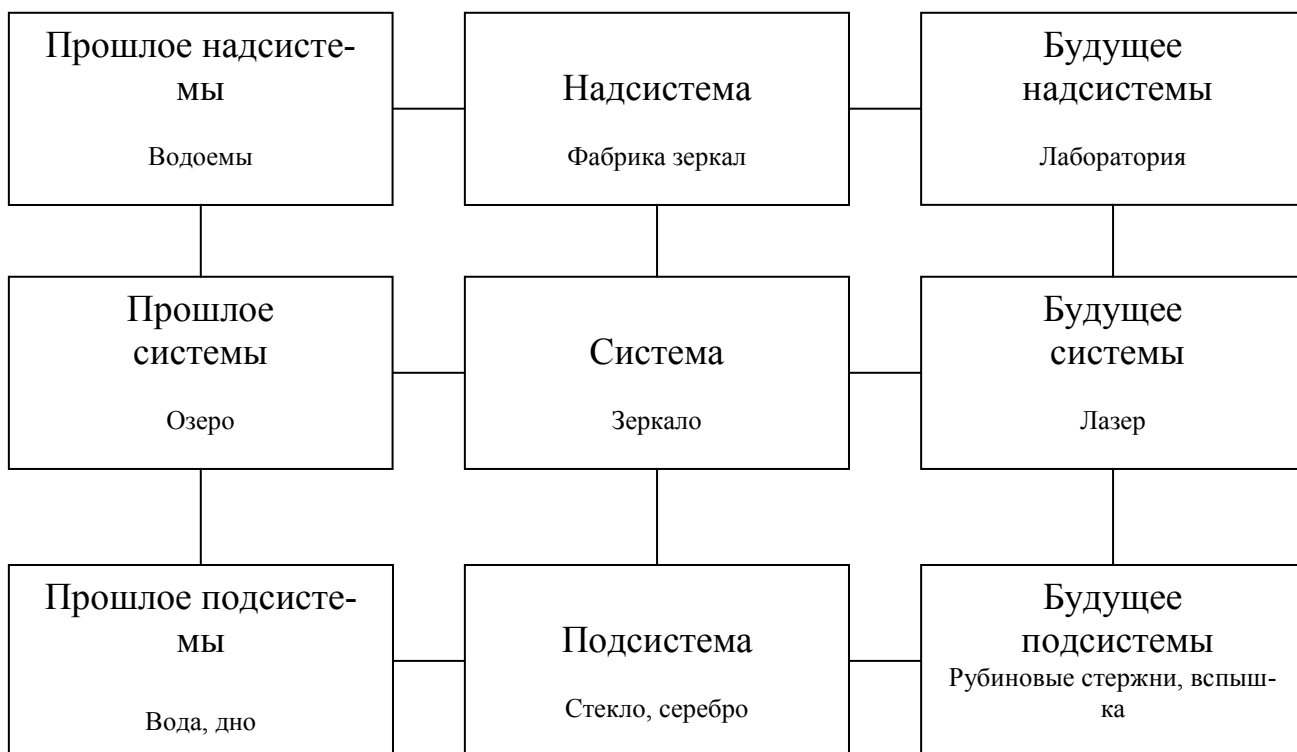 Прошлое надсисте-
мы
Водоемы
Надсистема
Фабрика зеркал
Будущее
надсистемы
Лаборатория
Прошлое
системы
Озеро
Система
Зеркало
Будущее
системы
Лазер
Прошлое подсисте-
мы
Вода, дно
Подсистема
Стекло, серебро
Будущее
подсистемы
Рубиновые стержни, вспыш-
ка